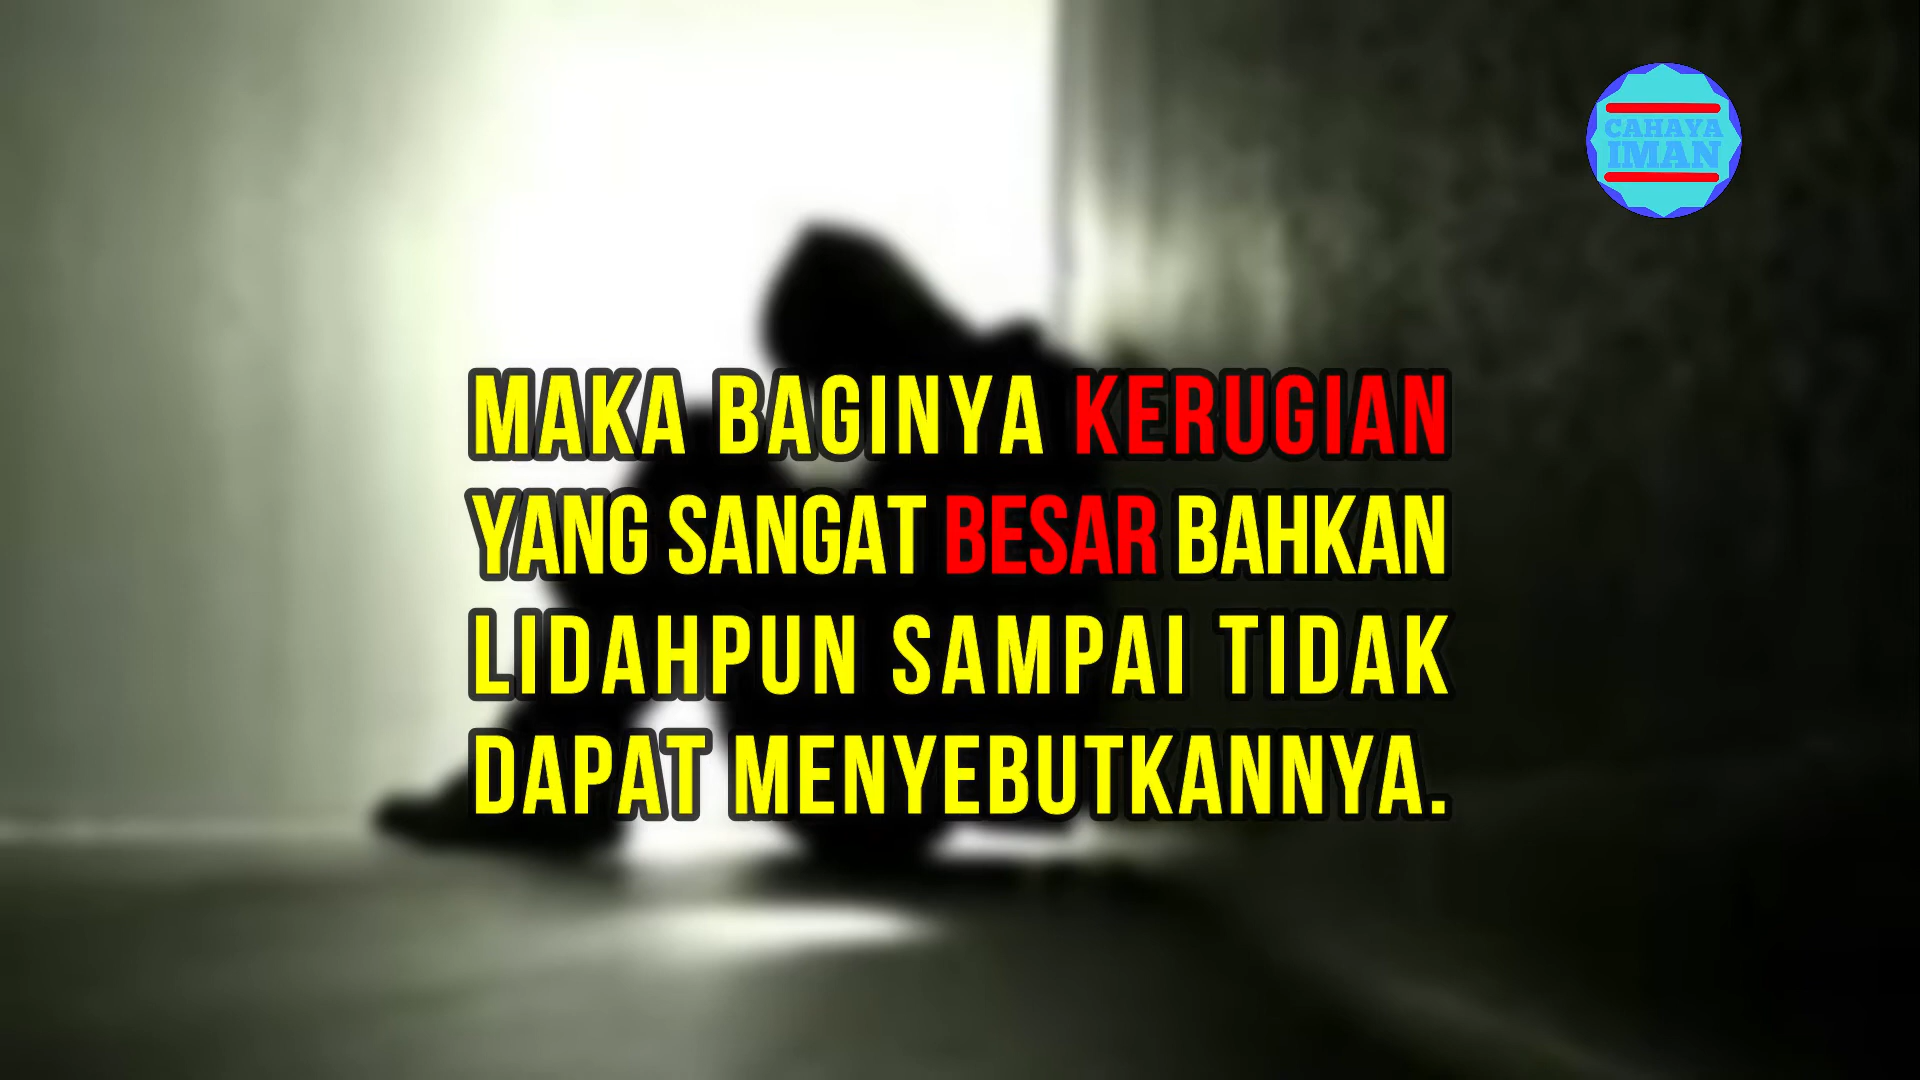 CAHAYA
IMAN
MAKA BAGINYA KERUGIAN
YANG SANGAT BESAR BAHKAN
LIDAHPUN SAMPAI TIDAK
DAPAT MENYEBUTKANNYA.